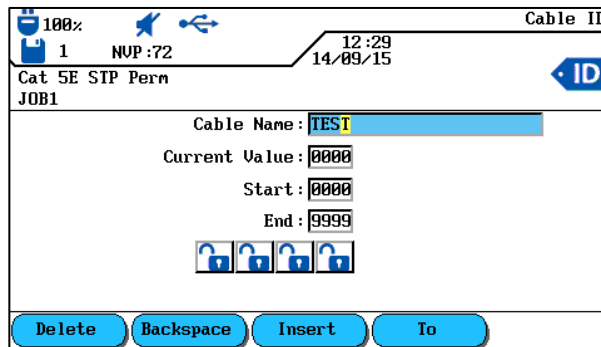 100% Cable II
1 NVP:72 12:29
14/09/15
Cat 5E STP Perm ID
JOB1
Cable Name: TEST
Current Value: 0000
Start: 0000
End: 9999
Delete Backspace Insert To